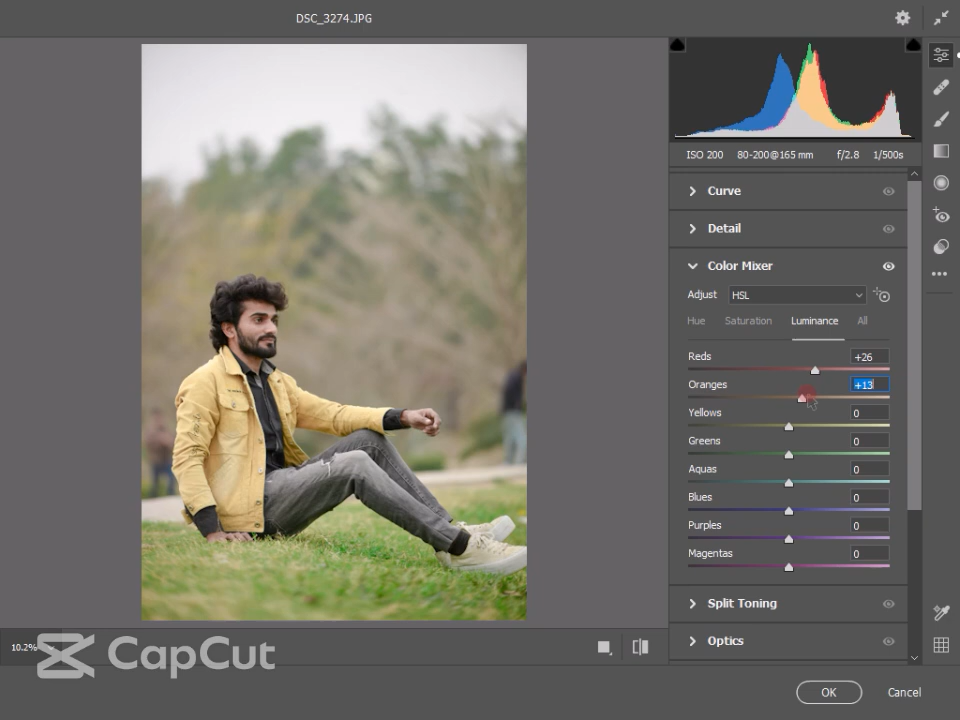 DSC_3274.JPG
ISO 200 80-200@165 mm f/2.8 1/500s
Curve
Detail
Color Mixer
Adjust HSL
Hue Saturation Luminance All
Reds +26
Oranges +13
Yellows 0
Greens 0
Aquas 0
Blues 0
Purples 0
Magentas 0
Split Toning
Optics
10.2%
CapCut
OK Cancel